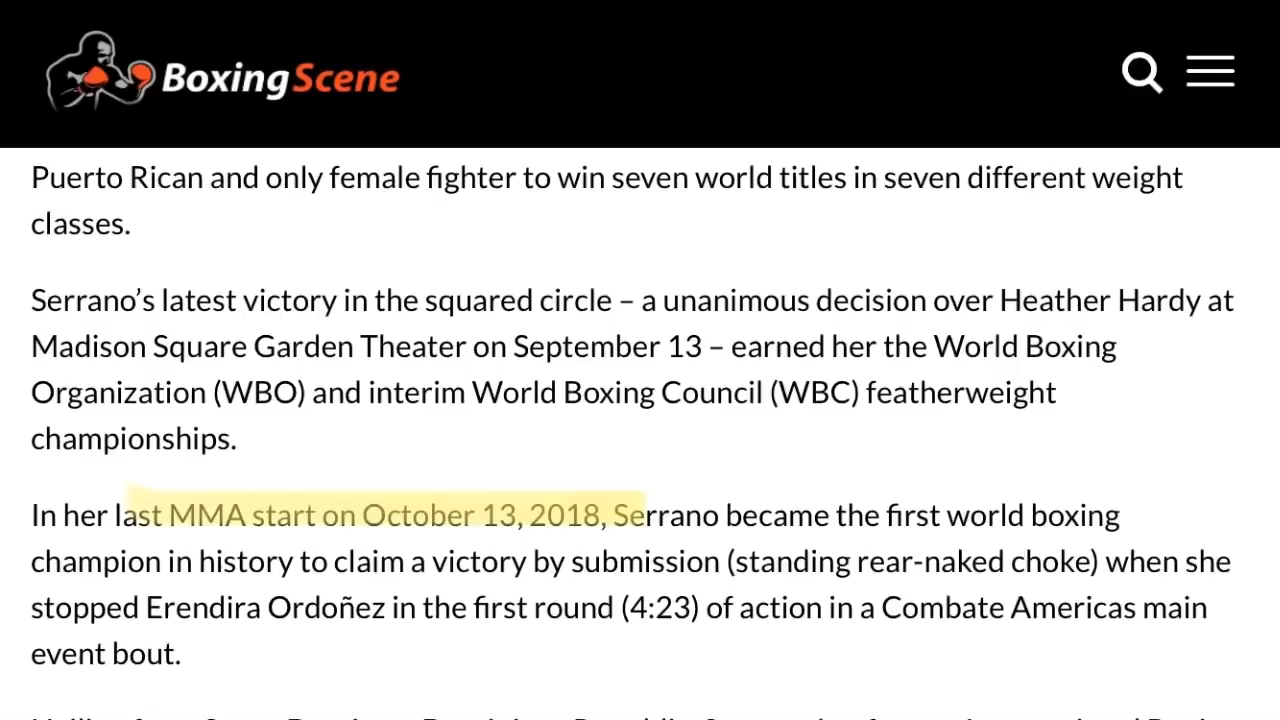 BoxingScene
Puerto Rican and only female fighter to win seven world titles in seven different weight
classes.
Serrano’s latest victory in the squared circle – a unanimous decision over Heather Hardy at
Madison Square Garden Theater on September 13 – earned her the World Boxing
Organization (WBO) and interim World Boxing Council (WBC) featherweight
championships.
In her last MMA start on October 13, 2018, Serrano became the first world boxing
champion in history to claim a victory by submission (standing rear-naked choke) when she
stopped Erendira Ordoñez in the first round (4:23) of action in a Combate Americas main
event bout.